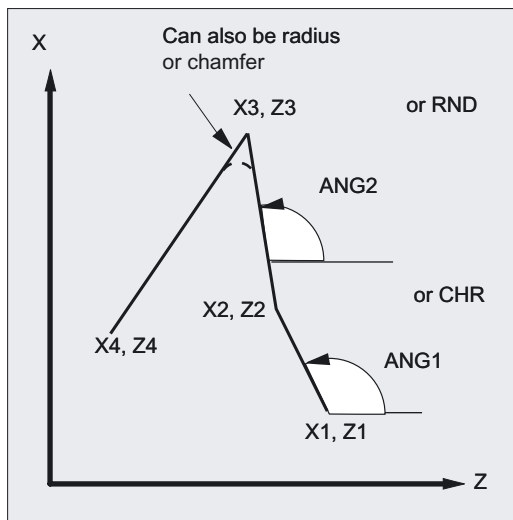 Can also be radius
or chamfer
X
X3, Z3
or RND
ANG2
X2, Z2
or CHR
X4, Z4
ANG1
X1, Z1
Z